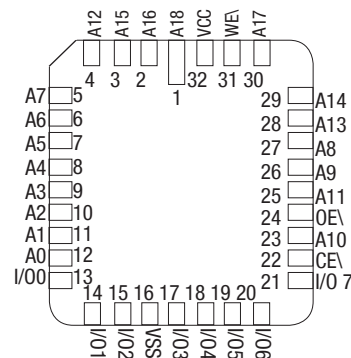 A12 A15 A16 A18 VCC WE\ A17
4 3 2 1 32 31 30
A7 5 29 A14
A6 6 28 A13
A5 7 27 A8
A4 8 26 A9
A3 9 25 A11
A2 10 24 OE\
A1 11 23 A10
A0 12 22 CE\
I/O0 13 21 I/O 7
14 15 16 17 18 19 20
I/O1 I/O2 VSS I/O3 I/O4 I/O5 I/O6